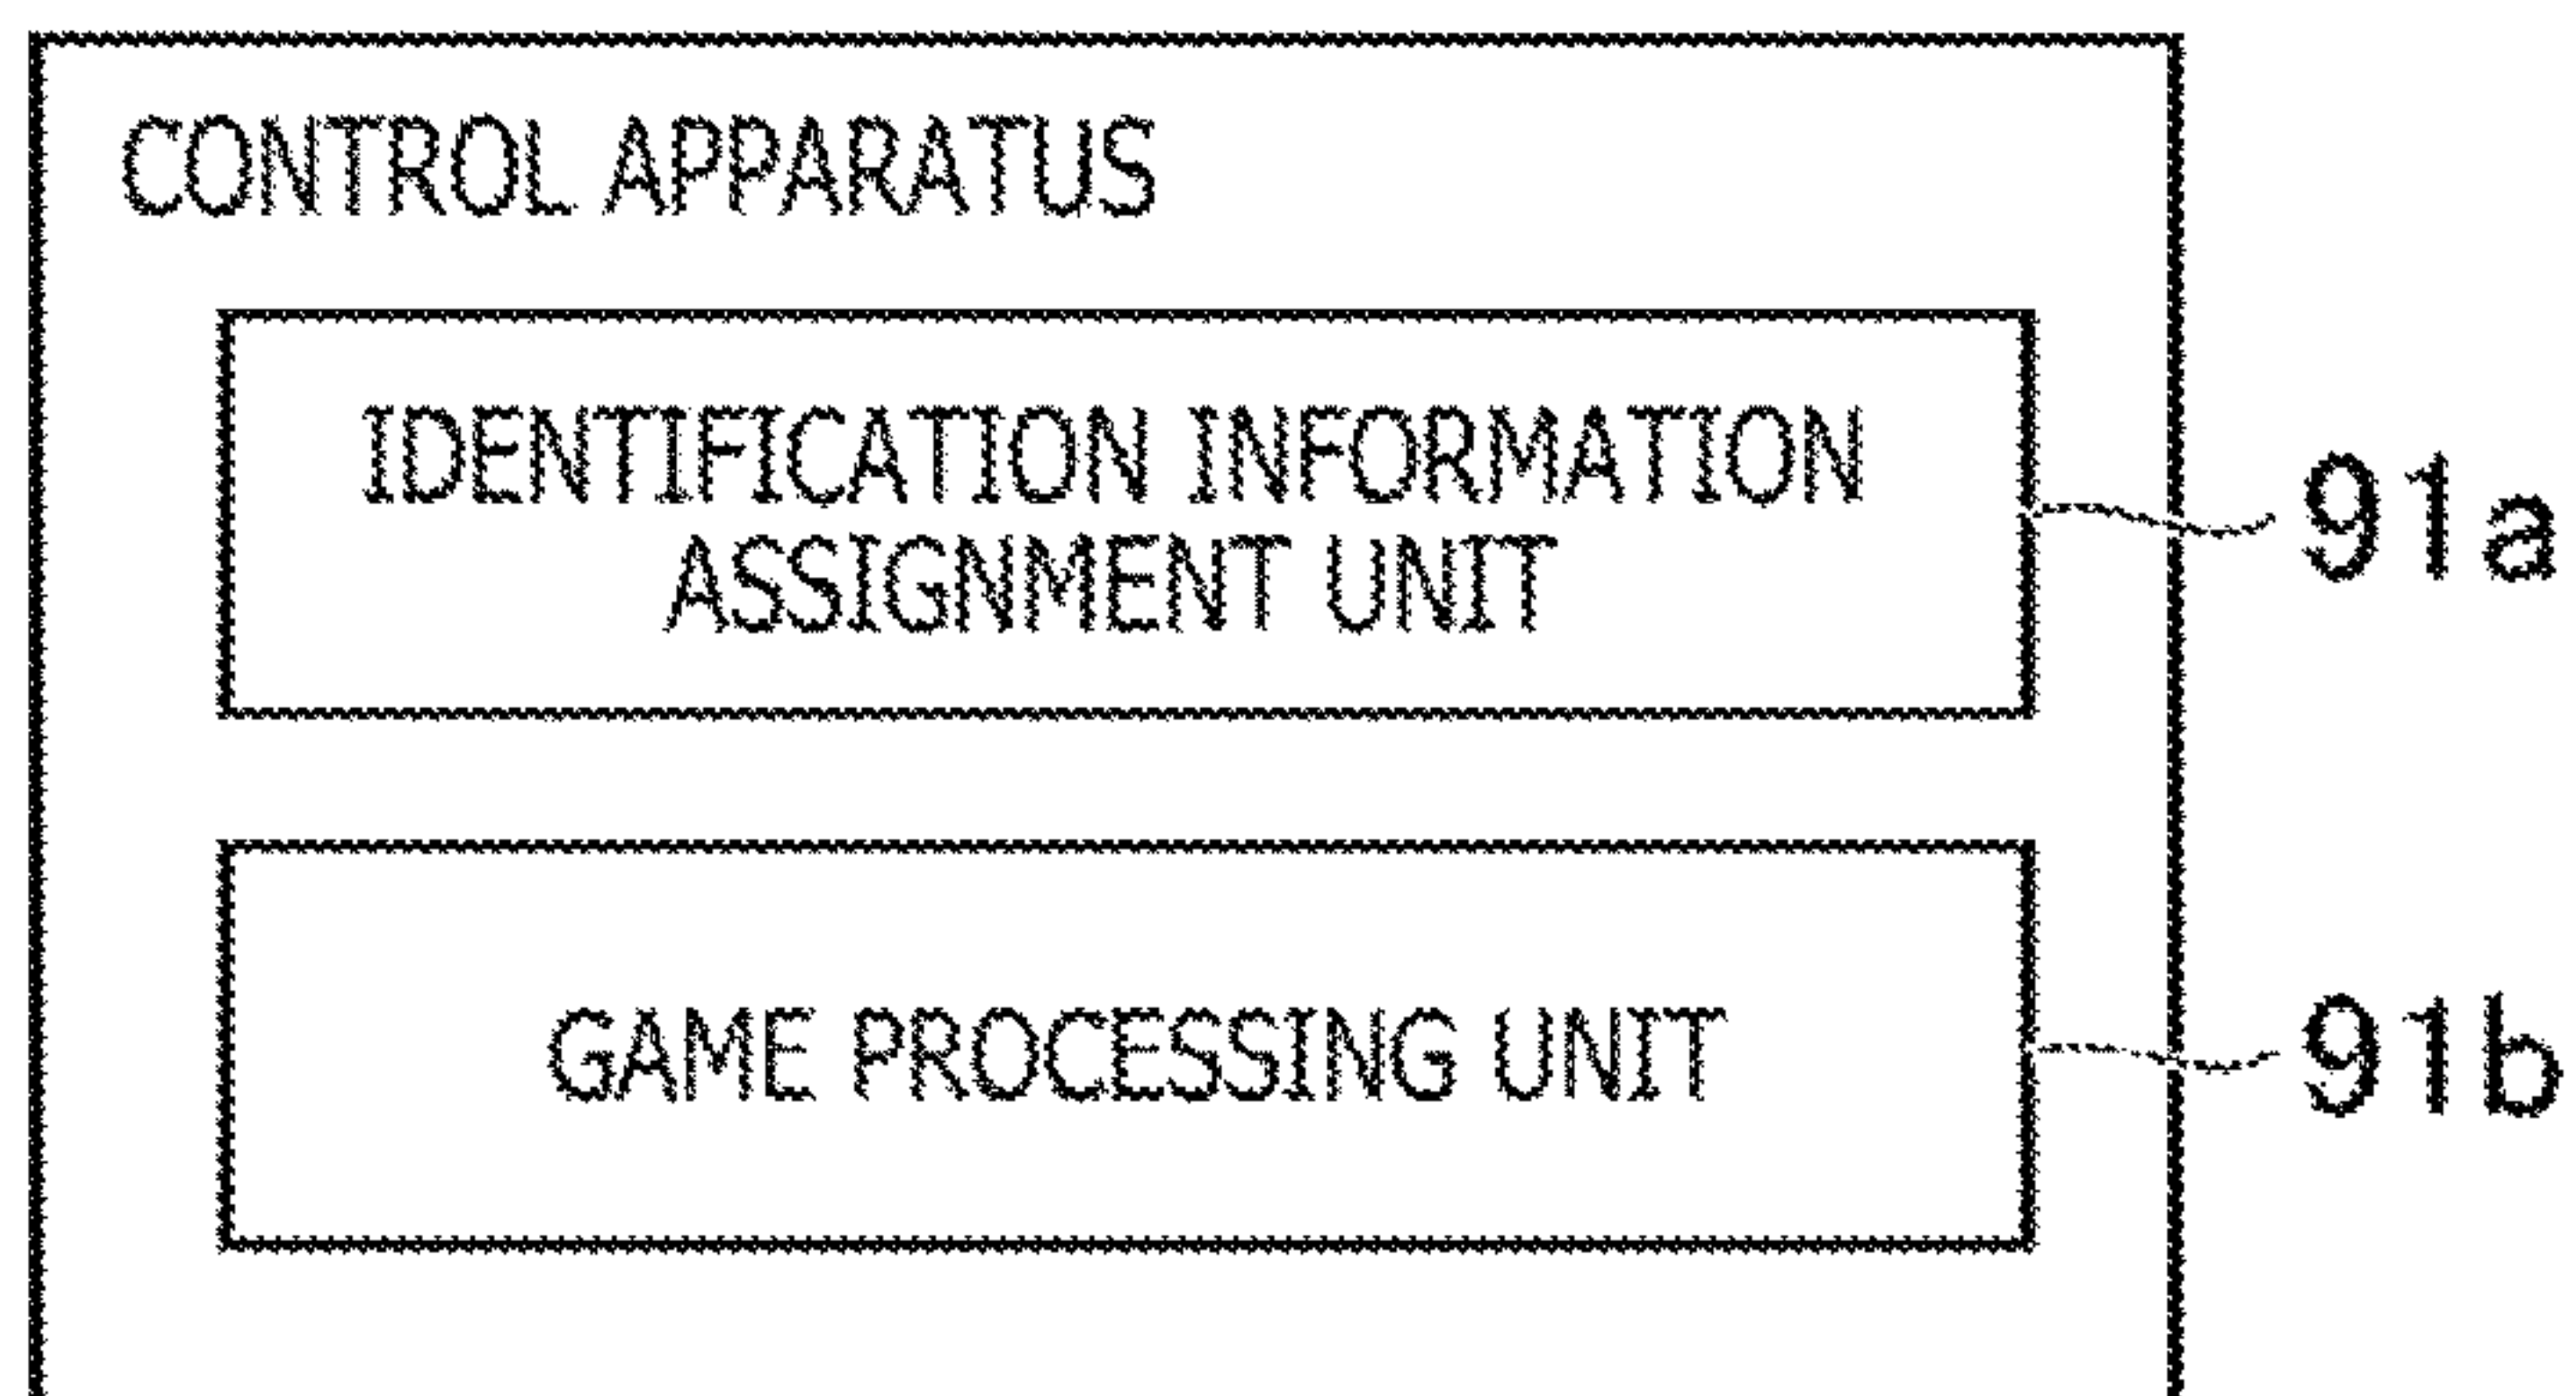 CONTROL APPARATUS
IDENTIFICATION INFORMATION
ASSIGNMENT UNIT
91a
GAME PROCESSING UNIT
91b